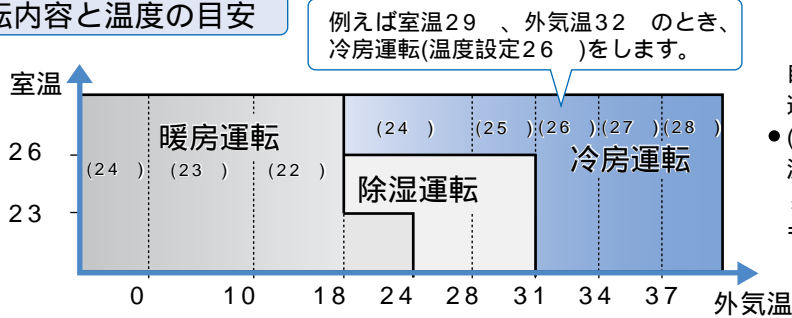 転内容と温度の目安
例えば室温29 、外気温32 のとき、
冷房運転(温度設定26 )をします。
室温
暖房運転
(24 )
(25 )
(26 )
(27 )
(28 )
26
(24 )
(23 )
(22 )
冷房運転
除湿運転
23
0
10
18
24
28
31
34
37
外気温
●(